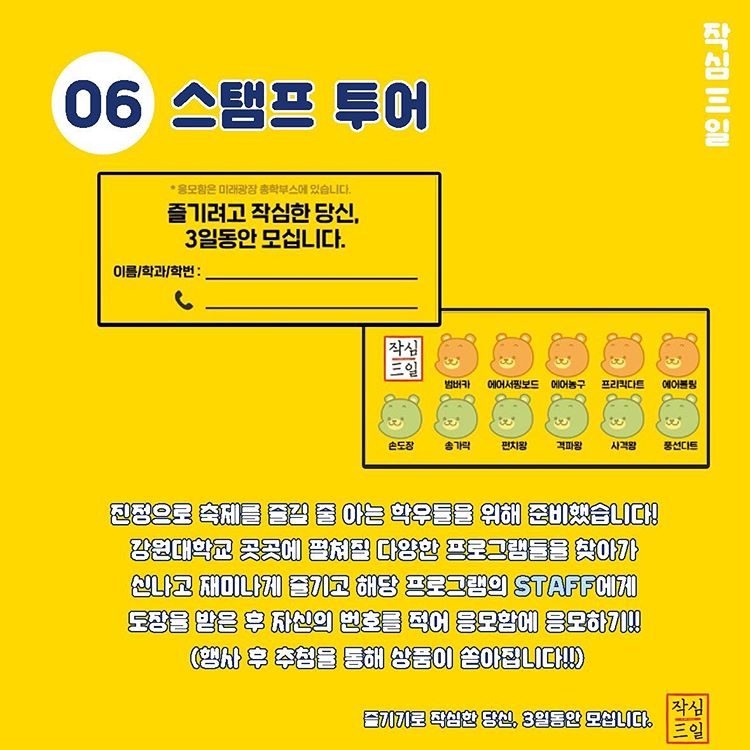 작심三일
06 스탬프 투어
* 응모함은 미래광장 총학부스에 있습니다.
즐기려고 작심한 당신,
3일동안 모십니다.
이름/학과/학번 :
작심
三일
범버카 에어서핑보드 에어농구 프리킥다트 에어볼링
손도장 송가락 펀치왕 격파왕 사격왕 풍선다트
진정으로 축제를 즐길 줄 아는 학우들을 위해 준비했습니다!
강원대학교 곳곳에 펼쳐질 다양한 프로그램들을 찾아가
신나고 재미나게 즐기고 해당 프로그램의 STAFF에게
도장을 받은 후 자신의 번호를 적어 응모함에 응모하기!!
(행사 후 추첨을 통해 상품이 쏟아집니다!!)
즐기기로 작심한 당신, 3일동안 모십니다.
작심
三일